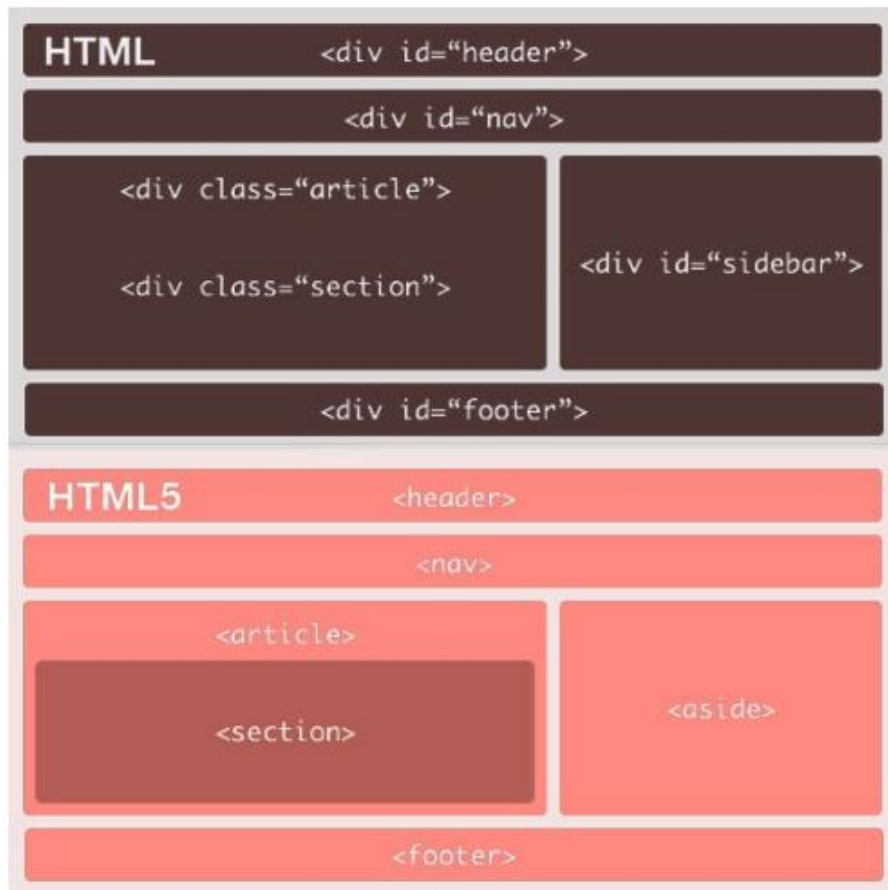 HTML <div id=“header”>
<div id=“nav”>
<div class=“article”>
<div class=“section”>
<div id=“sidebar”>
<div id=“footer”>
HTML5 <header>
<nav>
<article>
<section>
<aside>
<footer>